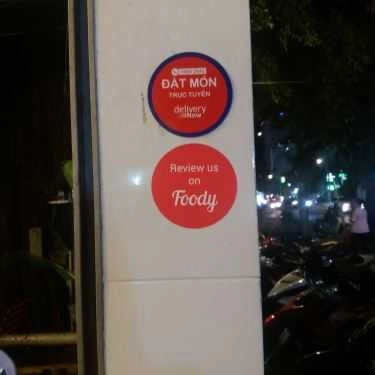 ĐẶT MÓN
TRỰC TUYẾN
delivery
Now
Review us
on
Foody